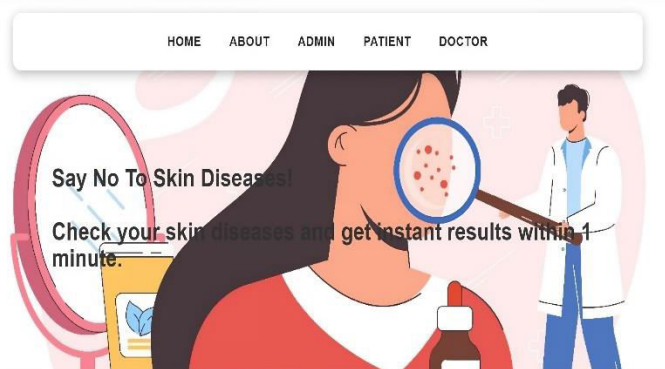 HOME ABOUT ADMIN PATIENT DOCTOR
Say No To Skin Diseases!
Check your skin diseases and get instant results within 1
minute.